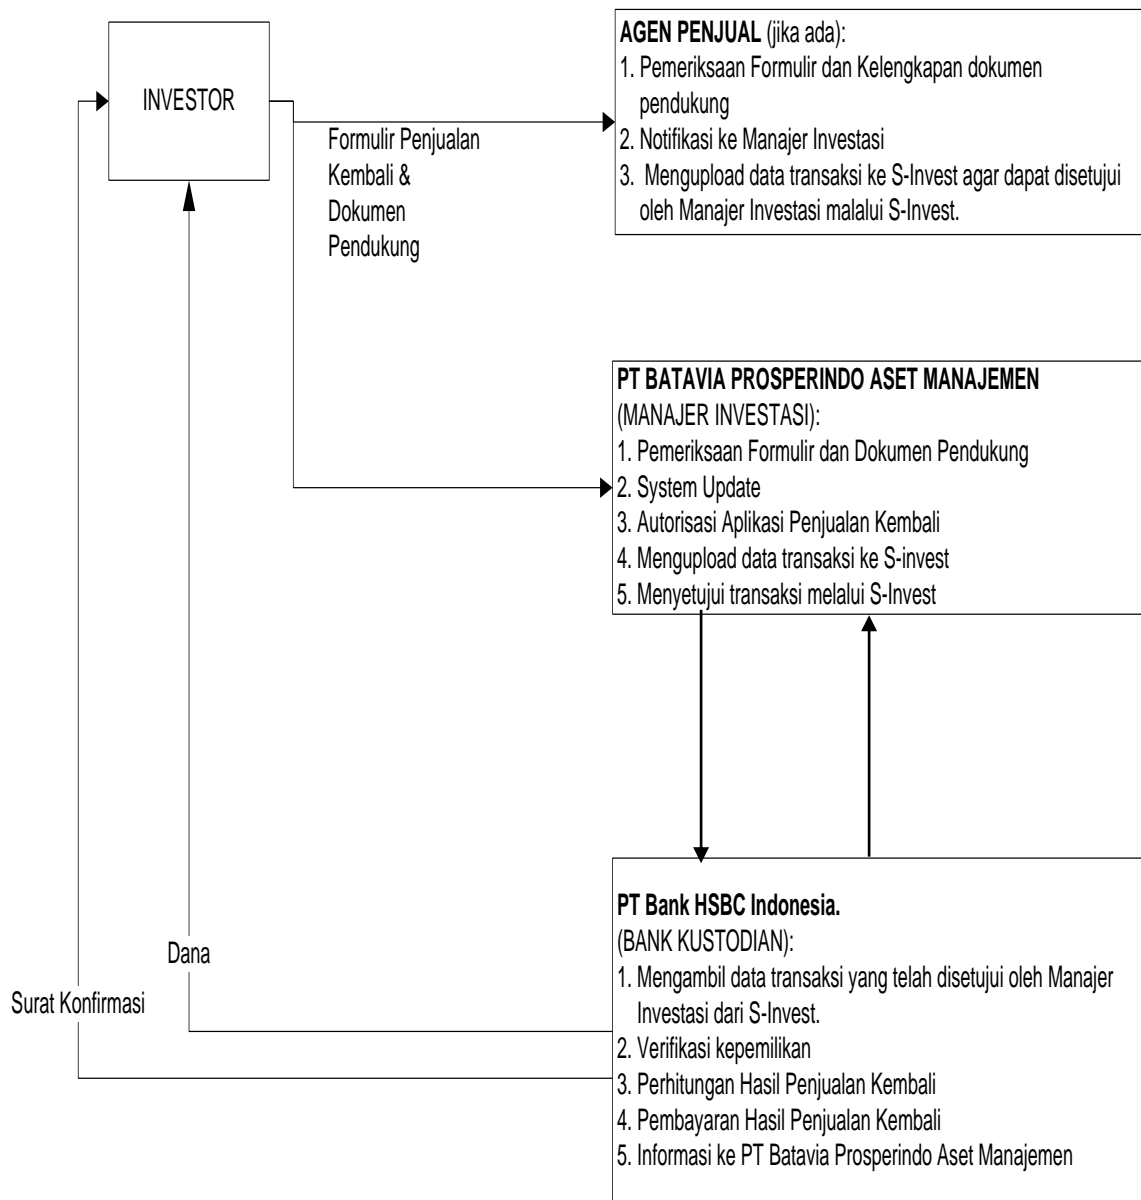 INVESTOR
Formulir Penjualan
Kembali &
Dokumen
Pendukung
AGEN PENJUAL (jika ada):
1. Pemeriksaan Formulir dan Kelengkapan dokumen
pendukung
2. Notifikasi ke Manajer Investasi
3. Mengupload data transaksi ke S-Invest agar dapat disetujui
oleh Manajer Investasi malalui S-Invest.
PT BATAVIA PROSPERINDO ASET MANAJEMEN
(MANAJER INVESTASI):
1. Pemeriksaan Formulir dan Dokumen Pendukung
2. System Update
3. Autorisasi Aplikasi Penjualan Kembali
4. Mengupload data transaksi ke S-invest
5. Menyetujui transaksi melalui S-Invest
PT Bank HSBC Indonesia.
(BANK KUSTODIAN):
1. Mengambil data transaksi yang telah disetujui oleh Manajer
Investasi dari S-Invest.
2. Verifikasi kepemilikan
3. Perhitungan Hasil Penjualan Kembali
4. Pembayaran Hasil Penjualan Kembali
5. Informasi ke PT Batavia Prosperindo Aset Manajemen
Dana
Surat Konfirmasi